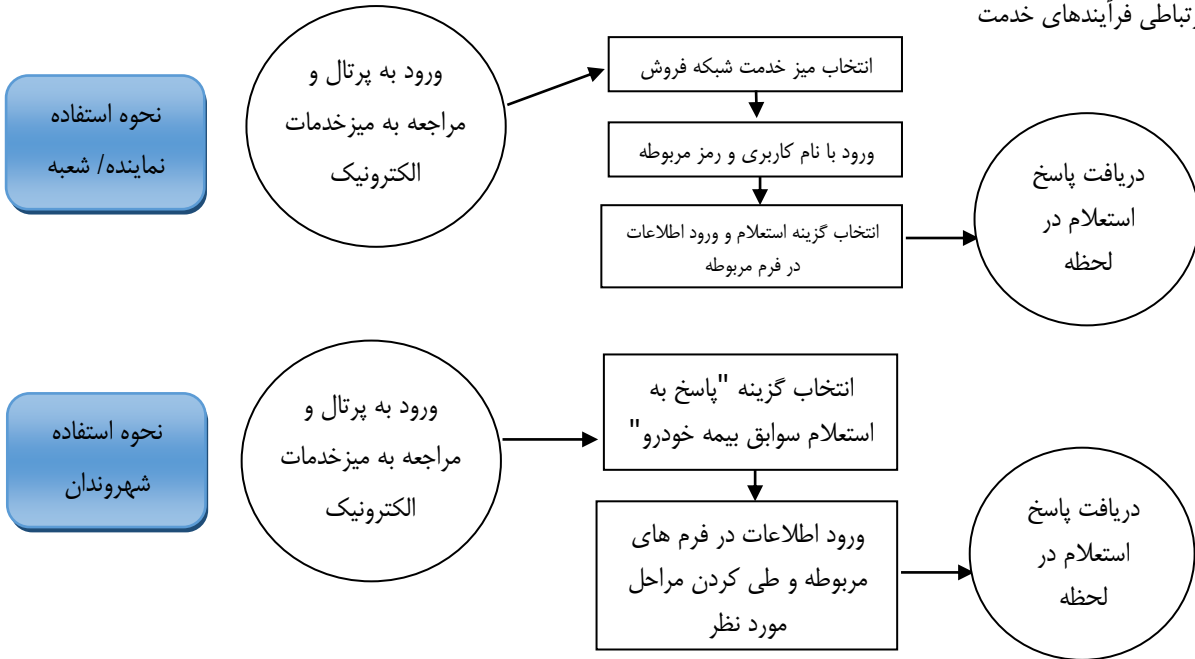 فرآیندهای خدمت
نحوه استفاده
نماینده/ شعبه
ورود به پرتال و
مراجعه به میزخدمات
الکترونیک
انتخاب میز خدمت شبکه فروش
ورود با نام کاربری و رمز مربوطه
انتخاب گزینه استعلام و ورود اطلاعات
در فرم مربوطه
دریافت پاسخ
استعلام در
لحظه
نحوه استفاده
شهروندان
ورود به پرتال و
مراجعه به میزخدمات
الکترونیک
انتخاب گزینه "پاسخ به
استعلام سوابق بیمه خودرو"
ورود اطلاعات در فرم های
مربوطه و طی کردن مراحل
مورد نظر
دریافت پاسخ
استعلام در
لحظه